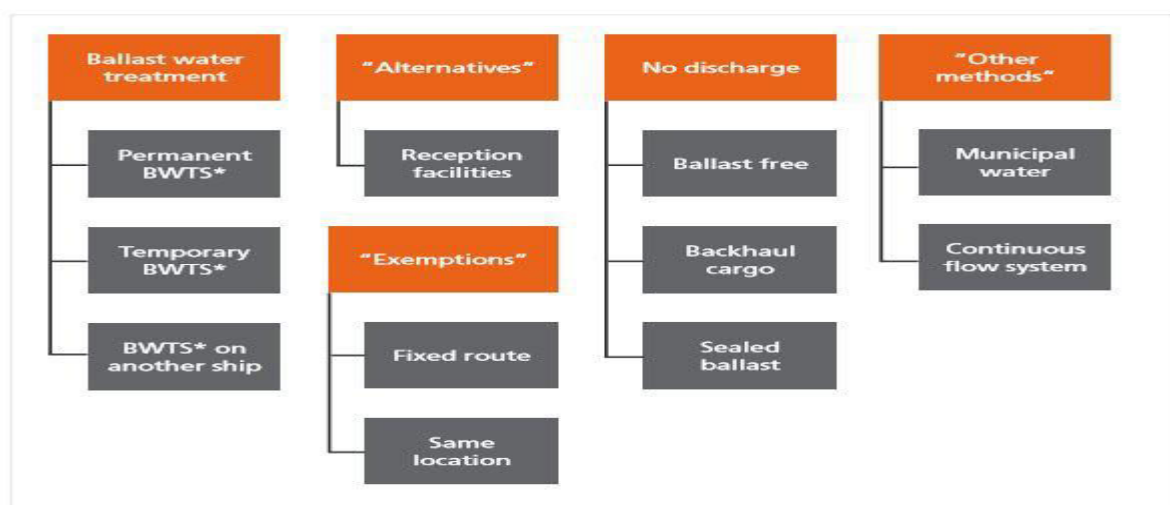 Ballast water
treatment
Permanent
BWTS*
Temporary
BWTS*
BWTS* on
another ship
"Alternatives"
Reception
facilities
"Exemptions"
Fixed route
Same
location
No discharge
Ballast free
Backhaul
cargo
Sealed
ballast
"Other
methods"
Municipal
water
Continuous
flow system